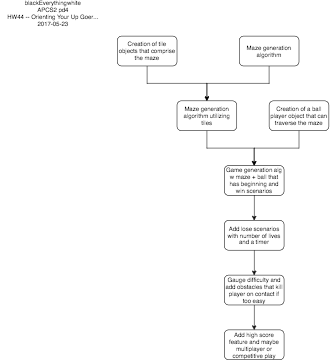 blackEverythingwhite
APCS2 pd4
HW44 -- Orienting Your Up Goer...
2017-05-23
Creation of tile
objects that comprise
the maze
Maze generation
algorithm
Maze generation
algorithm utilizing
tiles
Creation of a ball
player object that can
traverse the maze
Game generation alg
w maze + ball that
has beginning and
win scenarios
Add lose scenarios
with number of lives
and a timer
Gauge difficulty and
add obstacles that kill
player on contact if
too easy
Add high score
feature and maybe
multiplayer or
competitive play